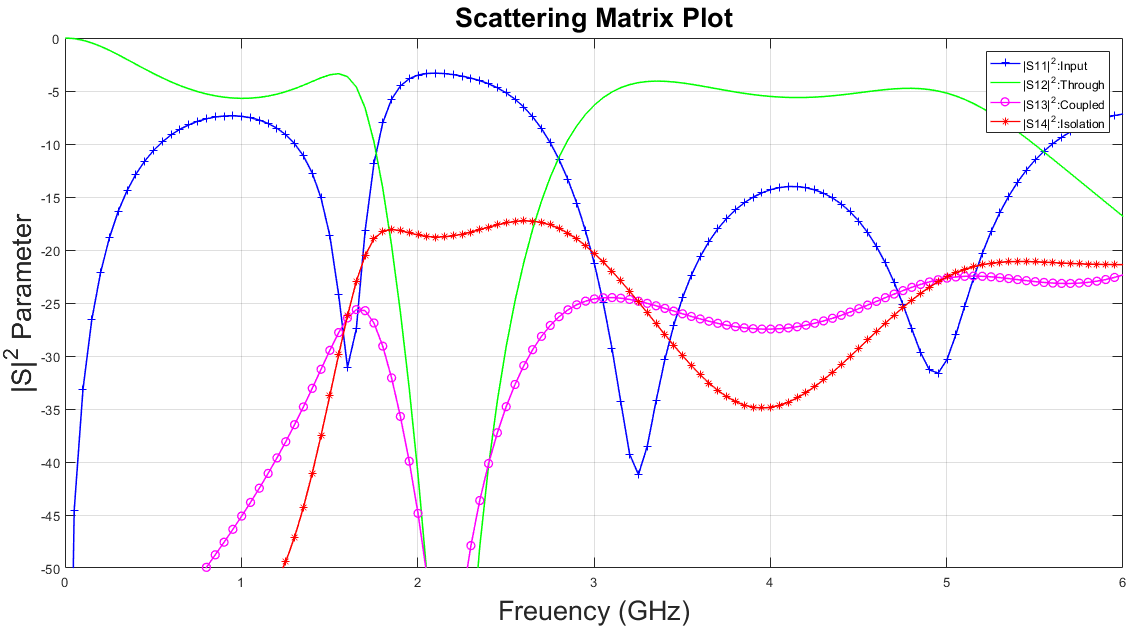 Scattering Matrix Plot
|S|2 Parameter
0
-5
-10
-15
-20
-25
-30
-35
-40
-45
-50
|S11|2:Input
|S12|2:Through
|S13|2:Coupled
|S14|2:Isolation
0 1 2 3 4 5 6
Freuency (GHz)